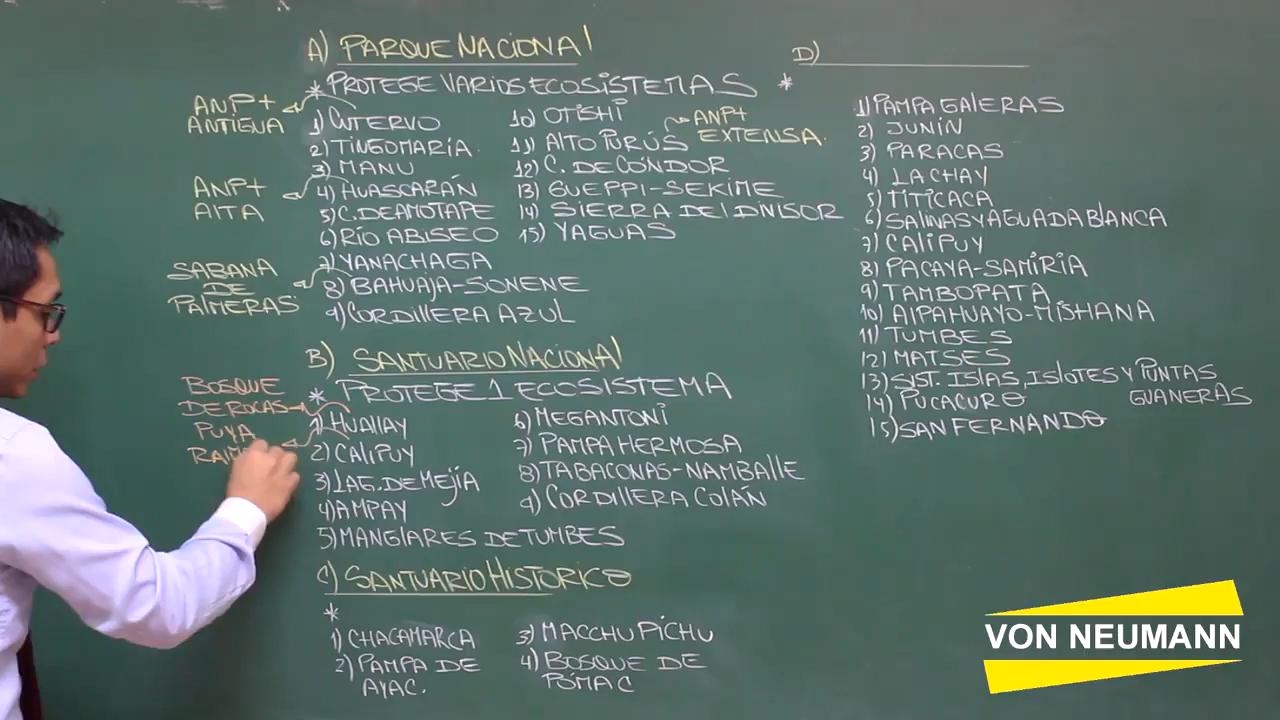 A) PARQUE NACIONAL
* PROTEGE VARIOS ECOSISTEMAS
ANP+
ANTIGUA
1) CUTERVO
2) TINGO MARÍA
3) MANU
ANP+
ALTA
4) HUASCARÁN
5) C. DE AMOTAPE
6) RÍO ABISEO
7) YANACHAGA
SABANA
DE
PALMERAS
8) BAHUAJA-SONENE
9) CORDILLERA AZUL
10) OTISHI
11) ALTO PURÚS
ANP+
EXTENSA
12) C. DE CÓNDOR
13) GUEPPI-SEKIME
14) SIERRA DEL DIVISOR
15) YAGUAS
B) SANTUARIO NACIONAL
* PROTEGE 1 ECOSISTEMA
BOSQUE
DE ROCAS
1) HUALLAY
PUYA
2) CALIPUY
3) LAG. DE MEJÍA
4) AMPAY
5) MANGLARES DE TUMBES
6) MEGANTONI
7) PAMPA HERMOSA
8) TABACONAS-NAMBALLE
9) CORDILLERA COLÁN
C) SANTUARIO HISTORICO
*
1) CHACAMARCA
2) PAMPA DE
AYAC.
3) MACCHU PICHU
4) BOSQUE DE
PÓMAC
D)
*
1) PAMPA GALERAS
2) JUNÍN
3) PARACAS
4) LACHAY
5) TITICACA
6) SALINAS Y AGUADA BLANCA
7) CALIPUY
8) PACAYA-SAMIRIA
9) TAMBOPATA
10) ALPAHUAYO-MISHANA
11) TUMBES
12) MATSES
13) SIST. ISLAS, ISLOTES Y PUNTAS
GUANERAS
14) PUCACURO
15) SAN FERNANDO
VON NEUMANN